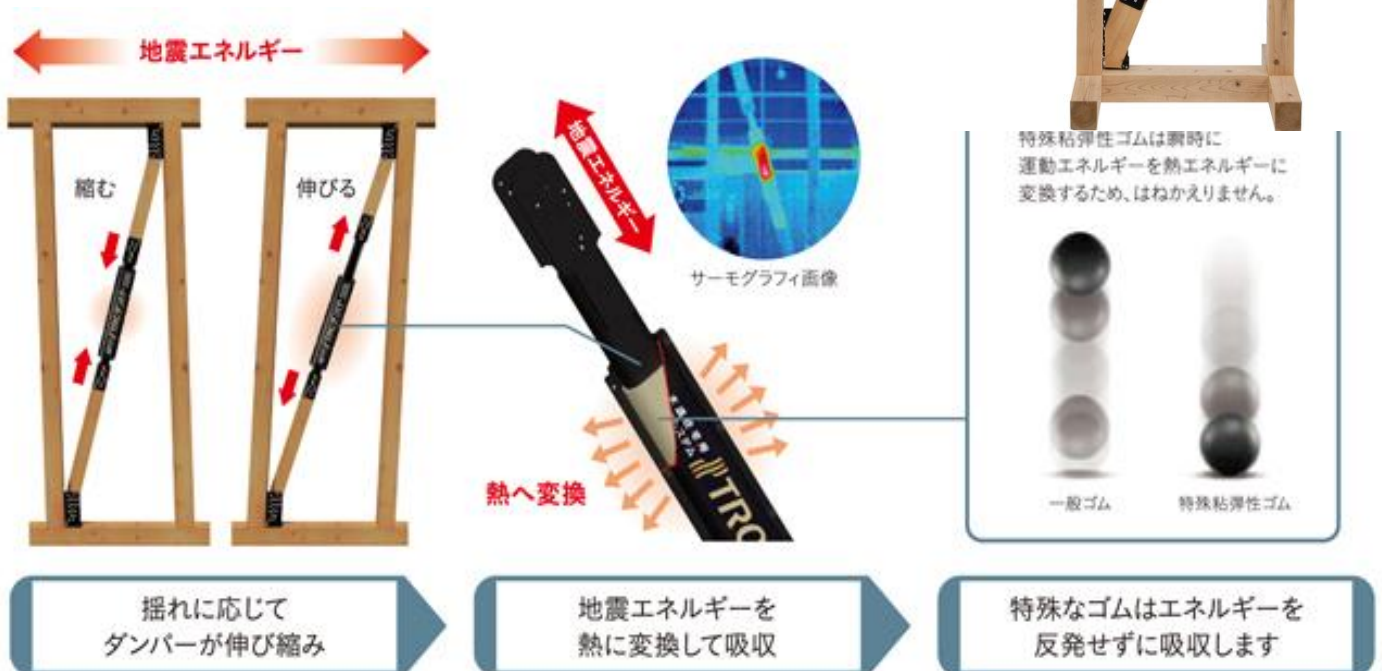 地震エネルギー
縮む
伸びる
地震エネルギー
サーモグラフィ画像
熱へ変換
TRC
特殊粘弾性ゴムは瞬時に
運動エネルギーを熱エネルギーに
変換するため、はねかえりません。
一般ゴム
特殊粘弾性ゴム
揺れに応じて
ダンパーが伸び縮み
地震エネルギーを
熱に変換して吸収
特殊なゴムはエネルギーを
反発せずに吸収します